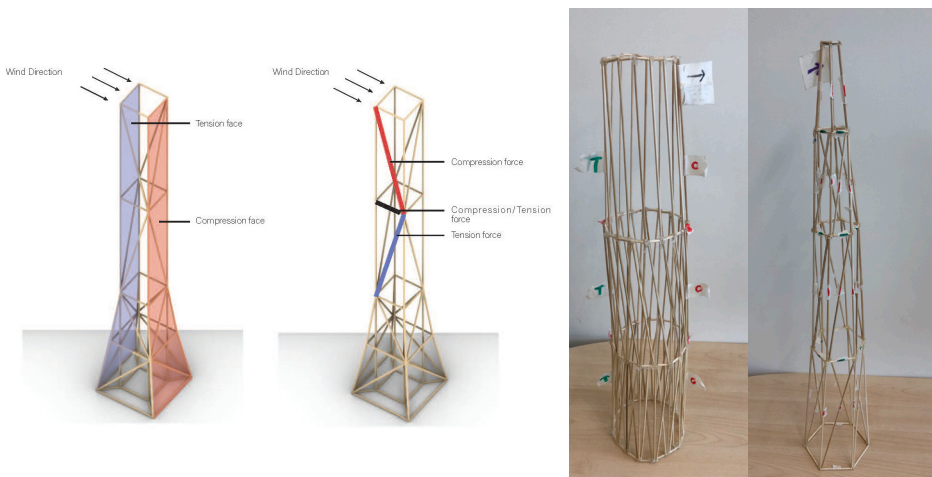 Wind Direction
Tension face
Compression face
Wind Direction
Compression force
Compression/Tension
force
Tension force
T
C
T
C
T